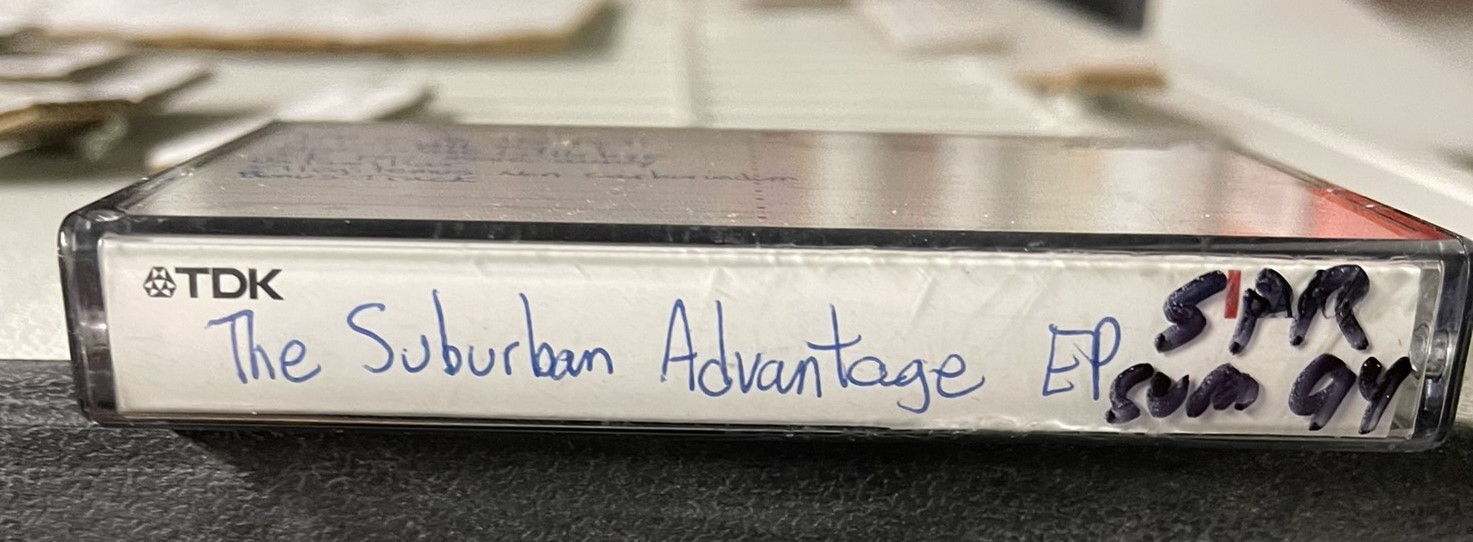 TDK
The Suburban Advantage EP
SPR
sum 94